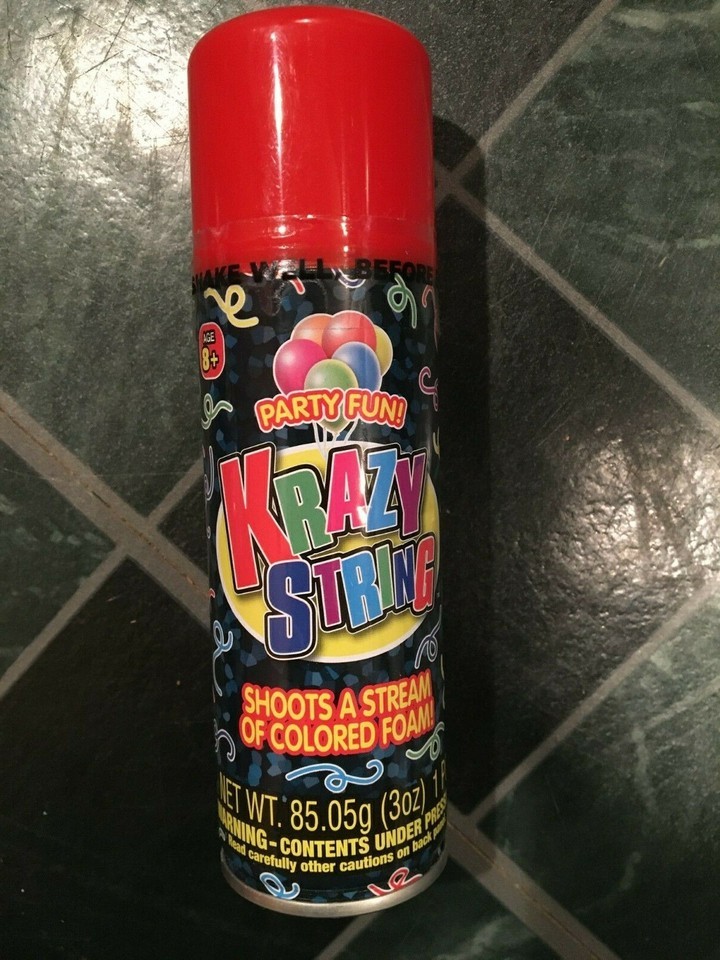 SHAKE WELL, BEFORE
AGE
8+
PARTY FUN!
KRAZY
STRING
SHOOTS A STREAM
OF COLORED FOAM!
NET WT. 85.05g (3oz) 1
WARNING-CONTENTS UNDER
Read carefully other cautions on back